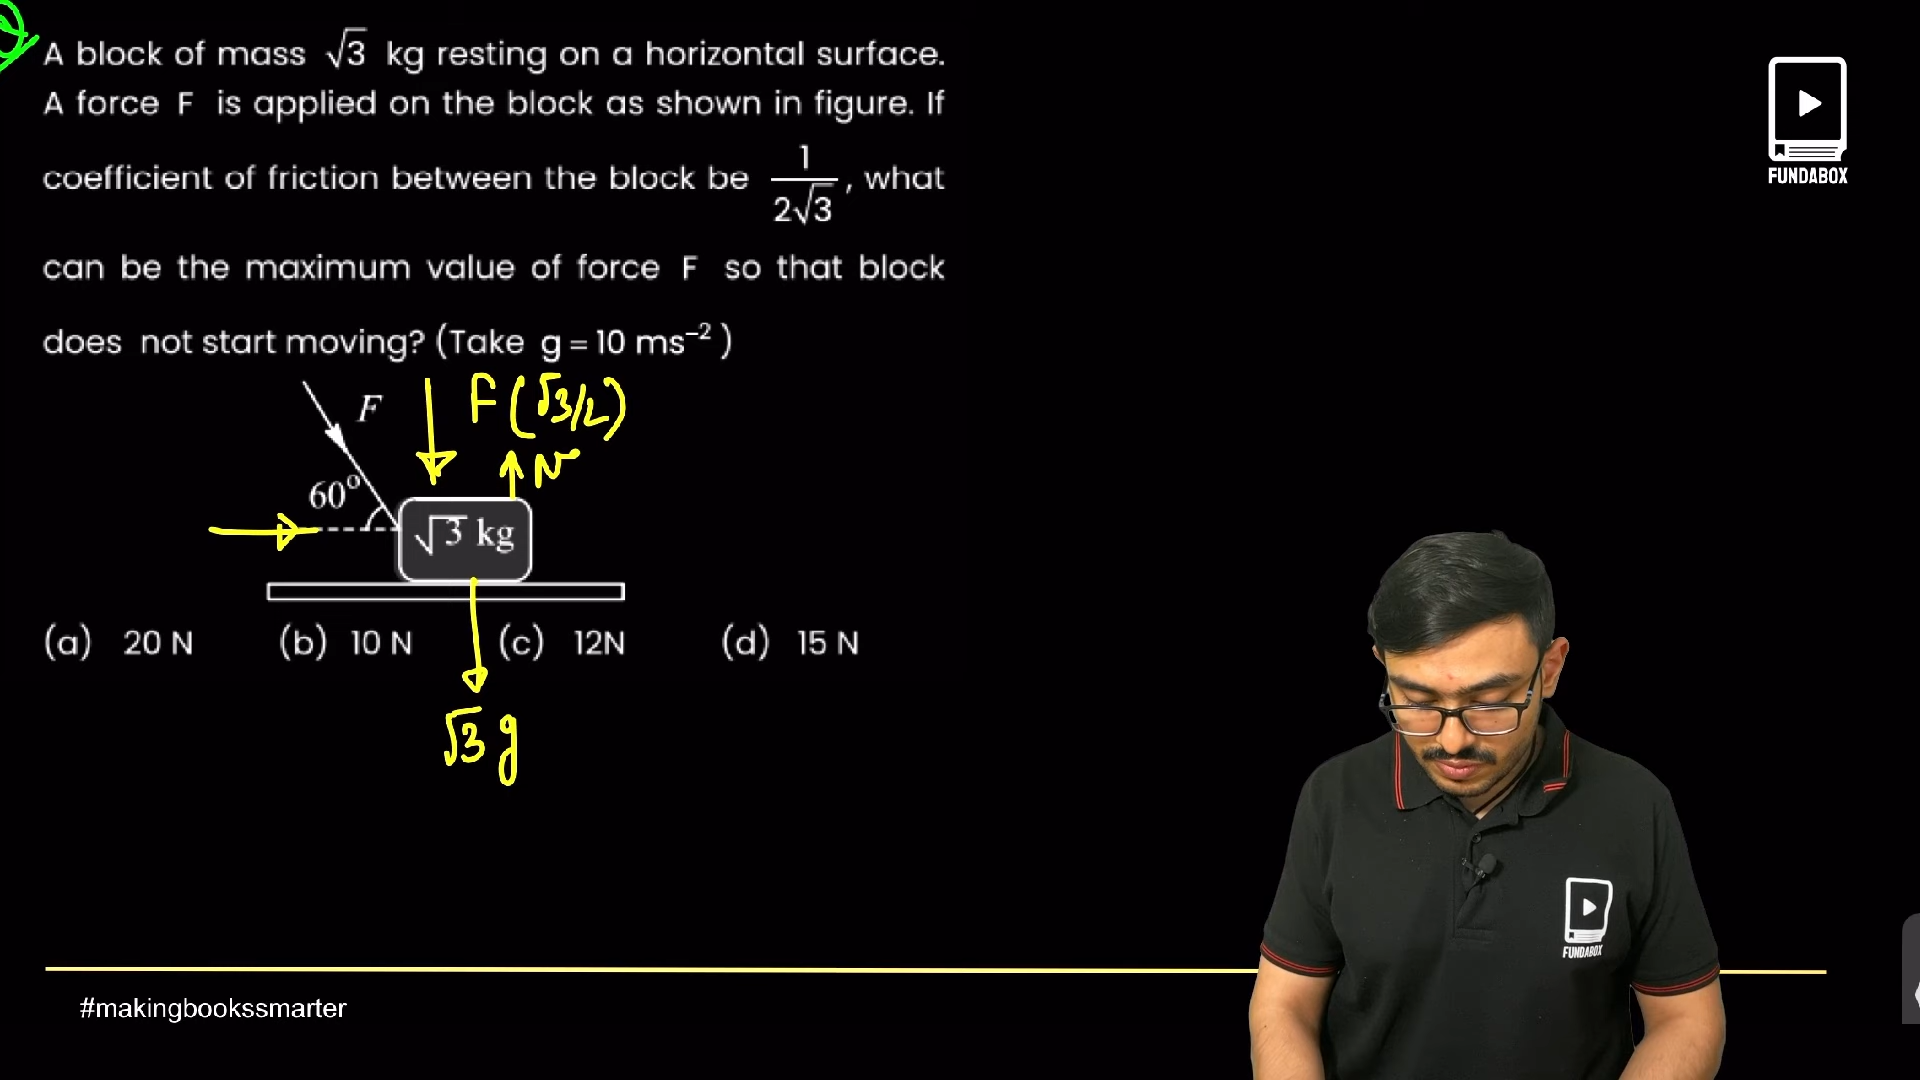 A block of mass √3 kg resting on a horizontal surface.
A force F is applied on the block as shown in figure. If
coefficient of friction between the block be 1/2√3, what
can be the maximum value of force F so that block
does not start moving? (Take g = 10 ms⁻²)
F
F(√3/2)
N
60°
√3 kg
(a) 20 N (b) 10 N (c) 12N (d) 15 N
√3 g
FUNDABOX
FUNDABOX
#makingbookssmarter